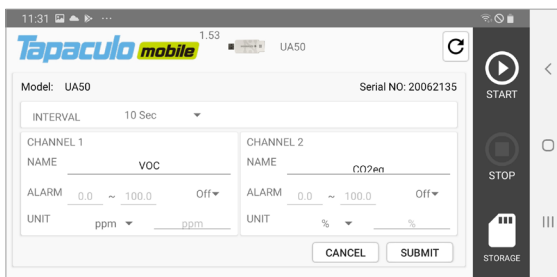 11:31
Tapaculo mobile 1.53
UA50
Model: UA50
Serial NO: 20062135
INTERVAL 10 Sec
CHANNEL 1
NAME VOC
ALARM 0.0 ~ 100.0 Off
UNIT ppm ppm
CHANNEL 2
NAME CO2eq
ALARM 0.0 ~ 100.0 Off
UNIT % %
CANCEL SUBMIT
START
STOP
STORAGE